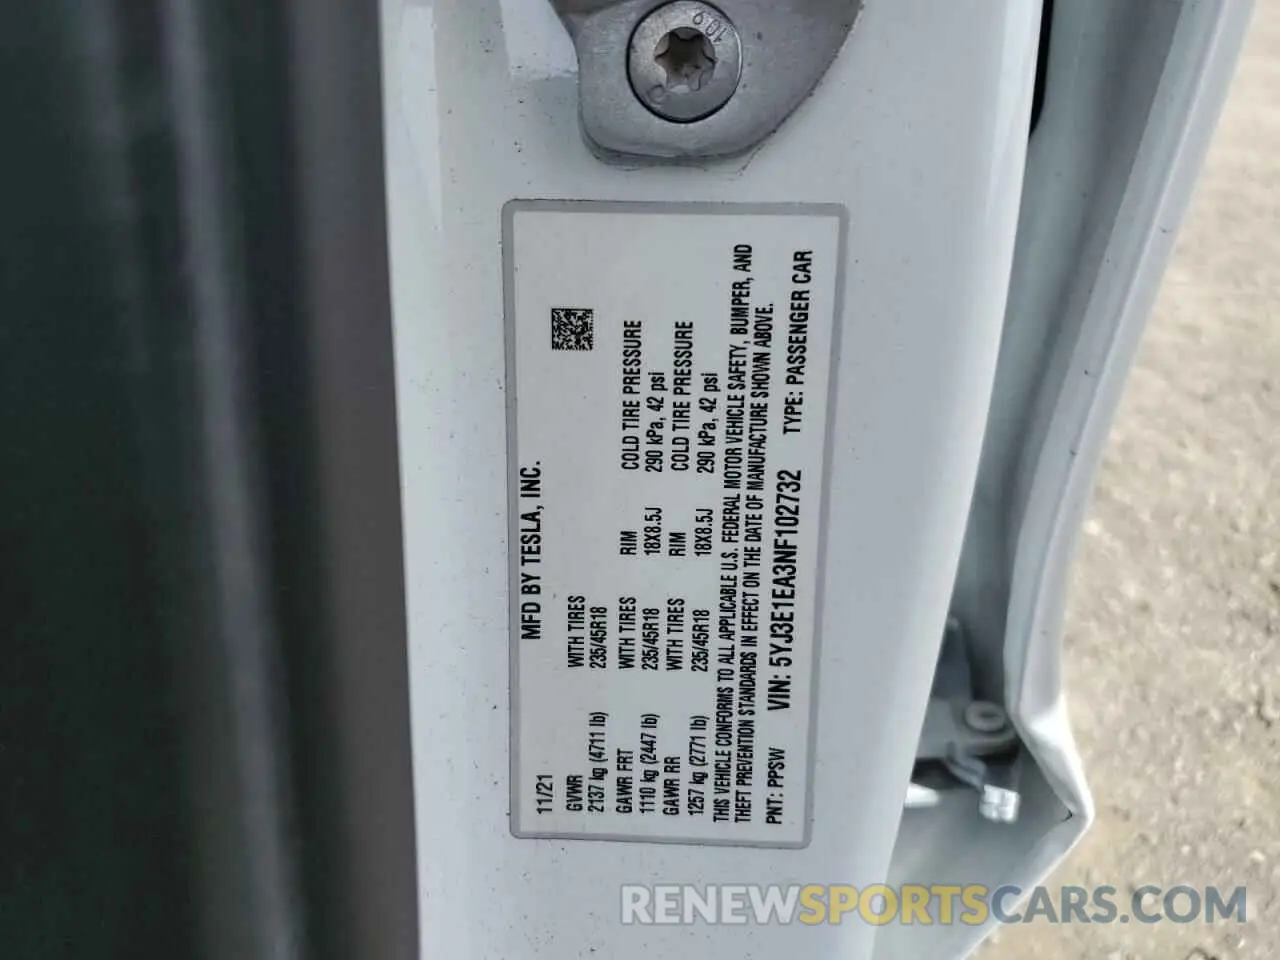 109
MFD BY TESLA, INC.
11/21
GVWR WITH TIRES
2137 kg (4711 lb) 235/45R18
GAWR FRT WITH TIRES RIM COLD TIRE PRESSURE
1110 kg (2447 lb) 235/45R18 18X8.5J 290 kPa, 42 psi
GAWR RR WITH TIRES RIM COLD TIRE PRESSURE
1257 kg (2771 lb) 235/45R18 18X8.5J 290 kPa, 42 psi
THIS VEHICLE CONFORMS TO ALL APPLICABLE U.S. FEDERAL MOTOR VEHICLE SAFETY, BUMPER, AND
THEFT PREVENTION STANDARDS IN EFFECT ON THE DATE OF MANUFACTURE SHOWN ABOVE.
PNT: PPSW VIN: 5YJ3E1EA3NF102732 TYPE: PASSENGER CAR
RENEWSPORTSCARS.COM